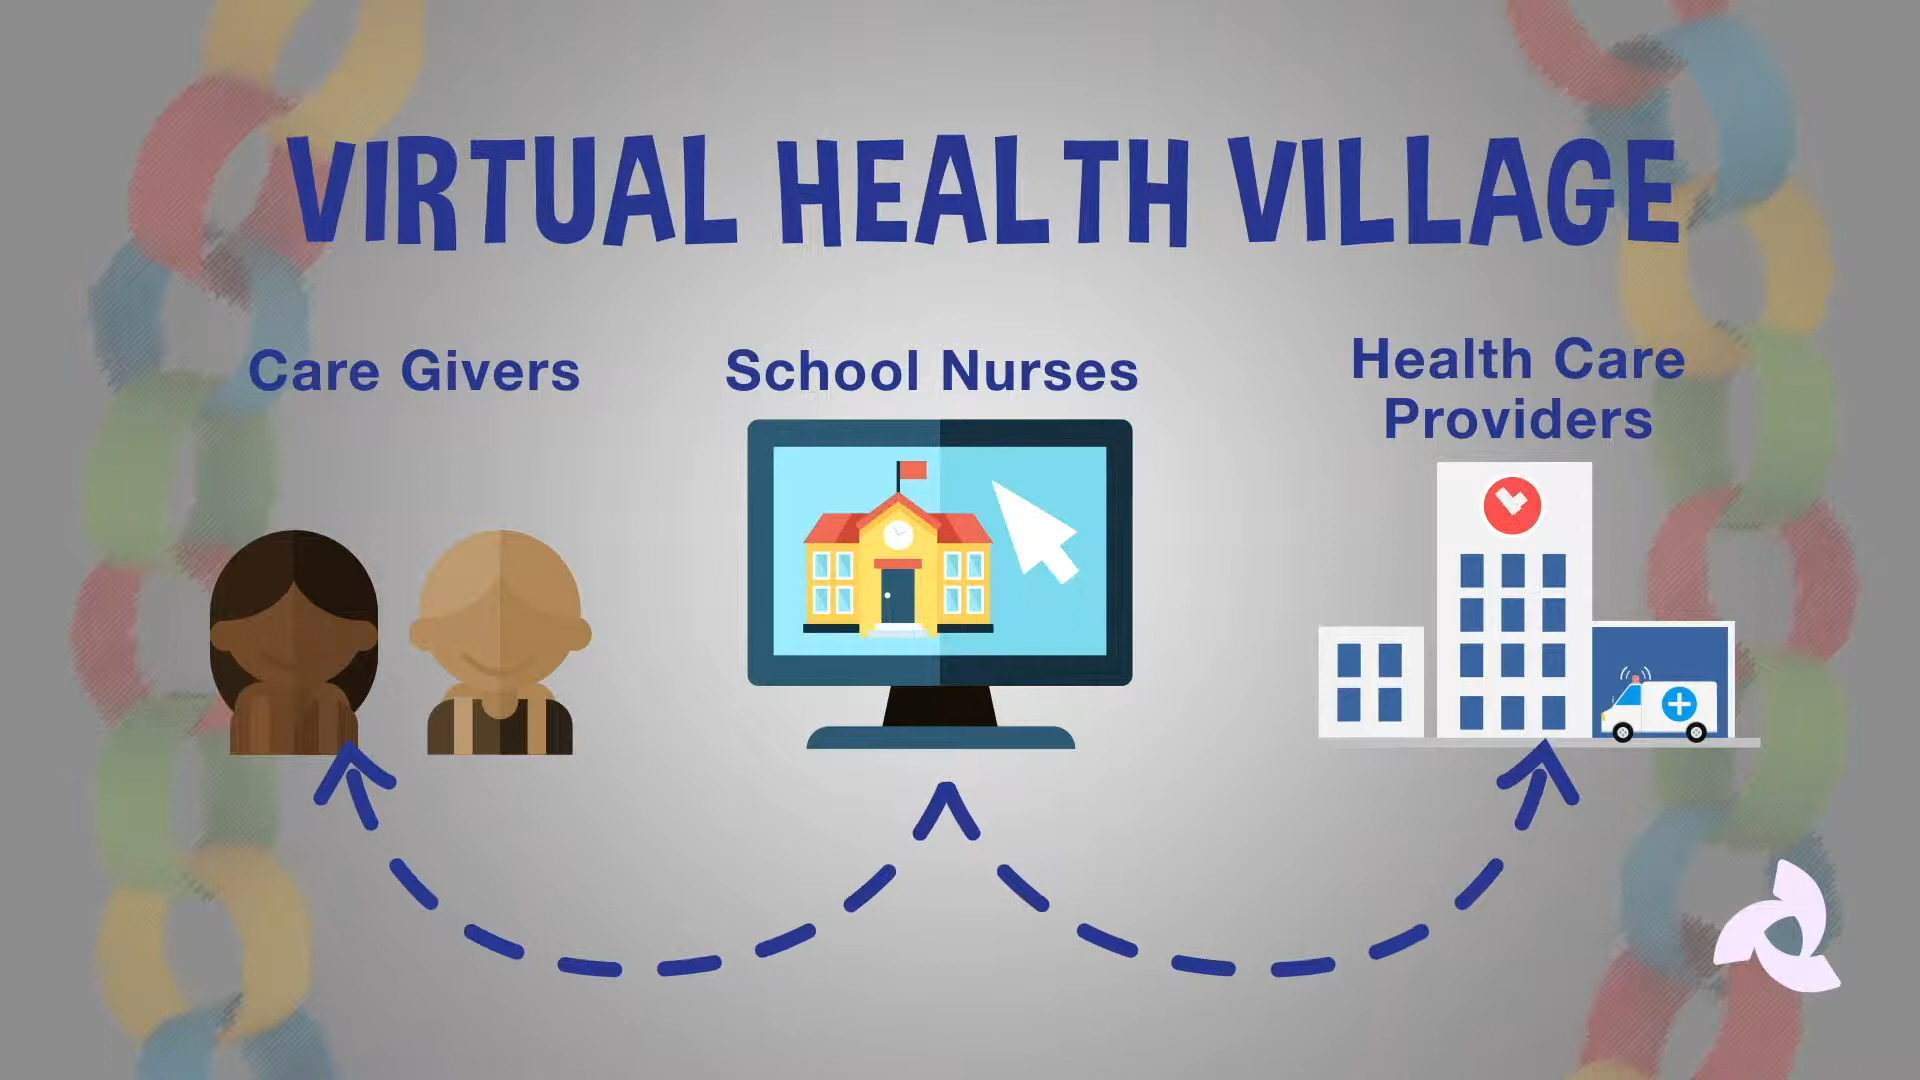 VIRTUAL HEALTH VILLAGE
Care Givers
School Nurses
Health Care
Providers